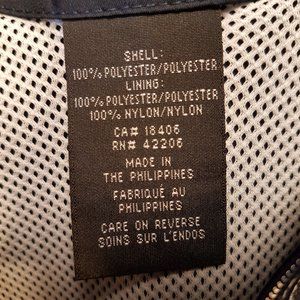 SHELL:
100% POLYESTER/POLYESTER
LINING:
100% POLYESTER/POLYESTER
100% NYLON/NYLON
CA# 18406
RN# 42206
MADE IN
THE PHILIPPINES
FABRIQUÉ AU
PHILIPPINES
CARE ON REVERSE
SOINS SUR L'ENDOS